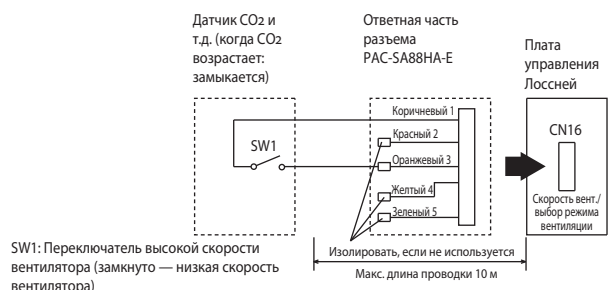 Датчик CO2 и
т.д. (когда CO2
возрастает:
замыкается)
Ответная часть
разъема
PAC-SA88HA-E
Плата
управления
Лоссней
Коричневый 1
Красный 2
SW1
Оранжевый 3
Желтый 4
Зеленый 5
CN16
Скорость вент./
выбор режима
вентиляции
SW1: Переключатель высокой скорости
вентилятора (замкнуто — низкая скорость
вентилятора)
Изолировать, если не используется
Макс. длина проводки 10 м